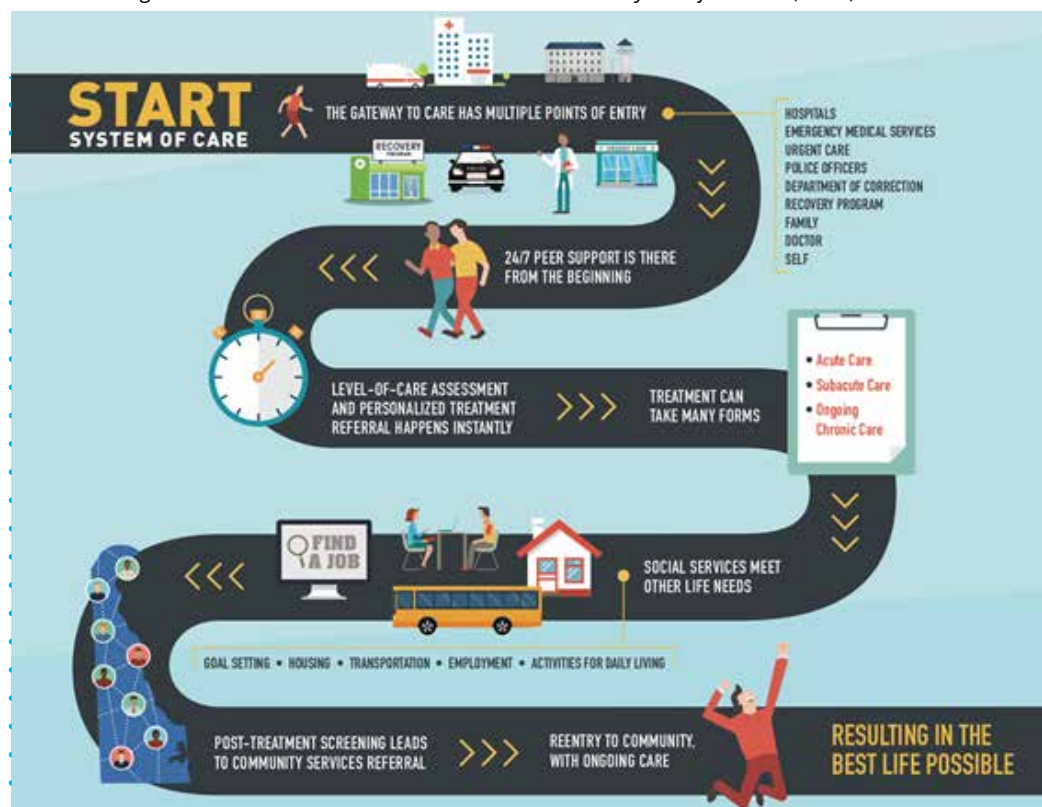 START
SYSTEM OF CARE
THE GATEWAY TO CARE HAS MULTIPLE POINTS OF ENTRY
HOSPITALS
EMERGENCY MEDICAL SERVICES
URGENT CARE
POLICE OFFICERS
DEPARTMENT OF CORRECTION
RECOVERY PROGRAM
FAMILY
DOCTOR
SELF
RECOVERY
PROGRAM
24/7 PEER SUPPORT IS THERE
FROM THE BEGINNING
LEVEL-OF-CARE ASSESSMENT
AND PERSONALIZED TREATMENT
REFERRAL HAPPENS INSTANTLY
TREATMENT CAN
TAKE MANY FORMS
• Acute Care
• Subacute Care
• Ongoing
Chronic Care
FIND
A JOB
SOCIAL SERVICES MEET
OTHER LIFE NEEDS
GOAL SETTING • HOUSING • TRANSPORTATION • EMPLOYMENT • ACTIVITIES FOR DAILY LIVING
POST-TREATMENT SCREENING LEADS
TO COMMUNITY SERVICES REFERRAL
REENTRY TO COMMUNITY,
WITH ONGOING CARE
RESULTING IN THE
BEST LIFE POSSIBLE